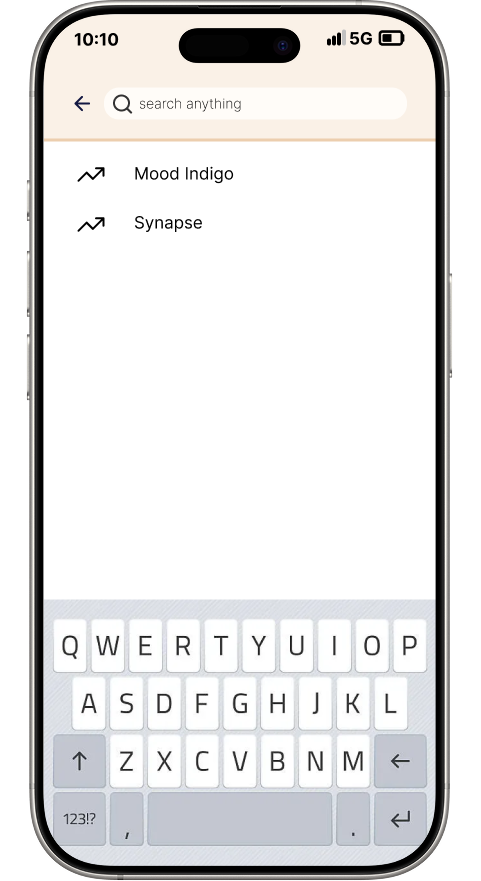 10:10 5G
search anything
Mood Indigo
Synapse
Q W E R T Y U I O P
A S D F G H J K L
Z X C V B N M
123!? , .